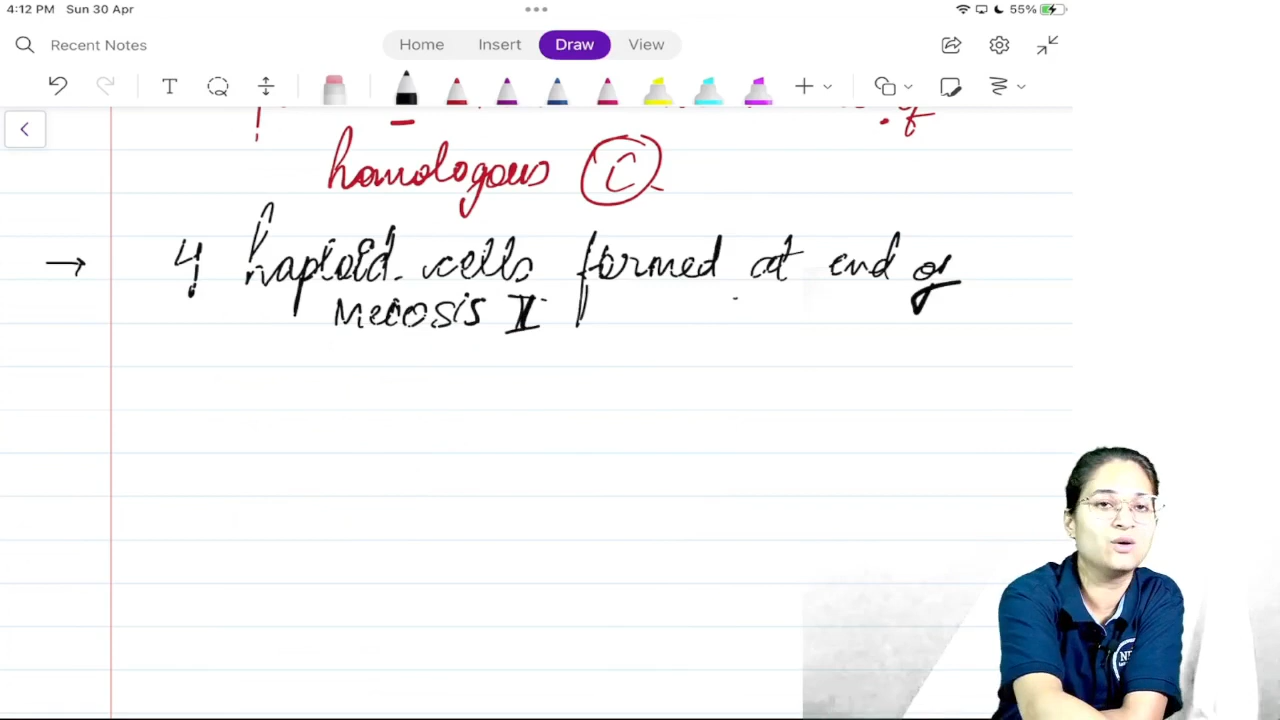 4:12 PM Sun 30 Apr
55%
Recent Notes
Home Insert Draw View
T
of
homologous C
→ 4 haploid cells formed at end of
Meiosis II